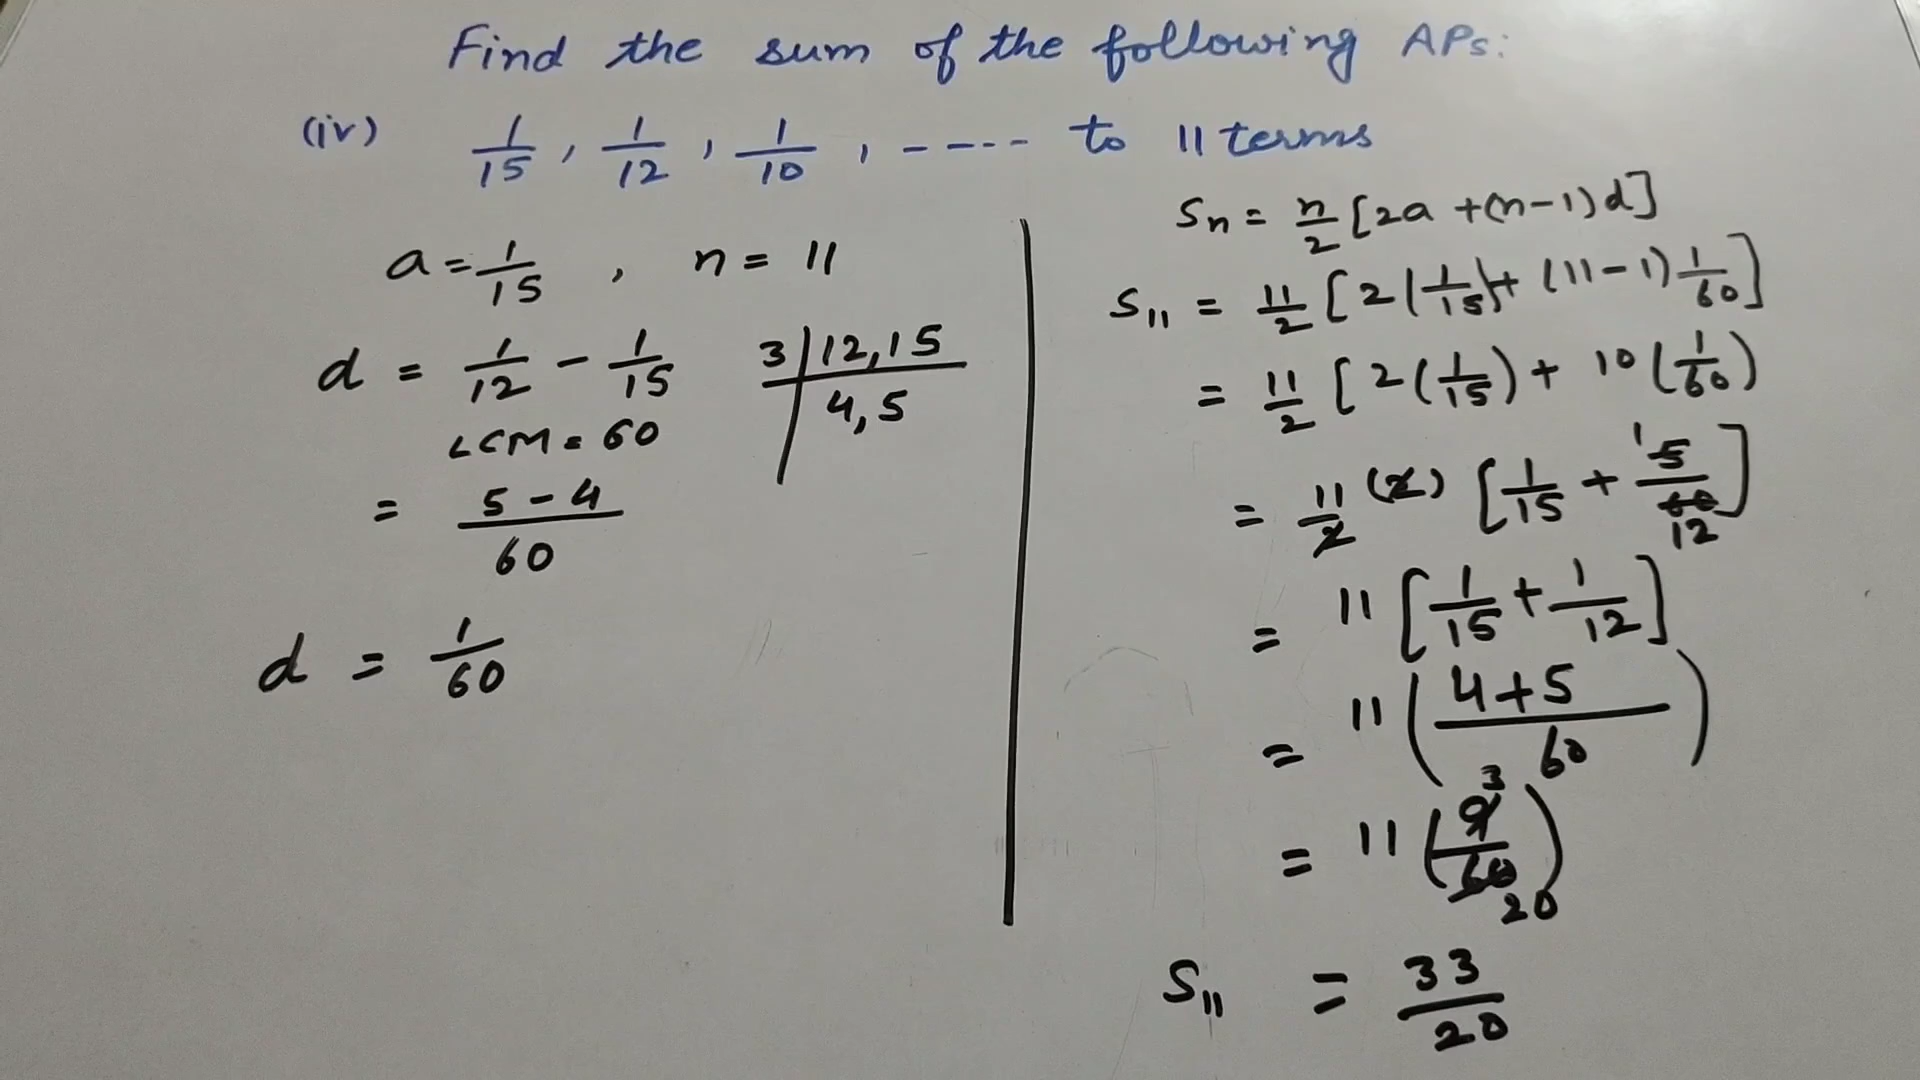 Find the sum of the following APs:
(iv) 1/15, 1/12, 1/10, ----- to 11 terms
a = 1/15 , n = 11
d = 1/12 - 1/15
3 | 12, 15
4, 5
LCM = 60
= 5 - 4 / 60
d = 1/60
Sn = n/2 [2a + (n-1)d]
S11 = 11/2 [2(1/15) + (11-1) 1/60]
= 11/2 [2(1/15) + 10(1/60)
= 11/2 (2) [1/15 + 5/60] 1 12
= 11 [1/15 + 1/12]
= 11 (4+5 / 60)
= 11 (9/60) 3 20
S11 = 33/20